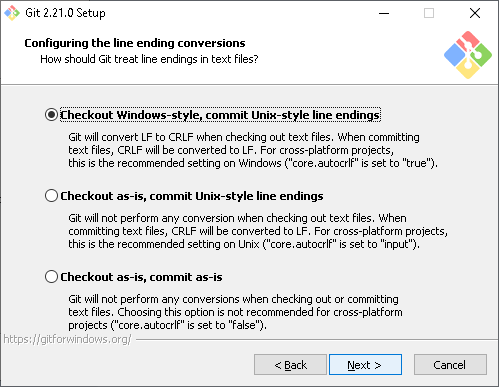 Git 2.21.0 Setup
Configuring the line ending conversions
How should Git treat line endings in text files?
Checkout Windows-style, commit Unix-style line endings
Git will convert LF to CRLF when checking out text files. When committing
text files, CRLF will be converted to LF. For cross-platform projects,
this is the recommended setting on Windows ("core.autocrlf" is set to "true").
Checkout as-is, commit Unix-style line endings
Git will not perform any conversion when checking out text files. When
committing text files, CRLF will be converted to LF. For cross-platform projects,
this is the recommended setting on Unix ("core.autocrlf" is set to "input").
Checkout as-is, commit as-is
Git will not perform any conversions when checking out or committing
text files. Choosing this option is not recommended for cross-platform
projects ("core.autocrlf" is set to "false").
https://gitforwindows.org/
< Back Next > Cancel